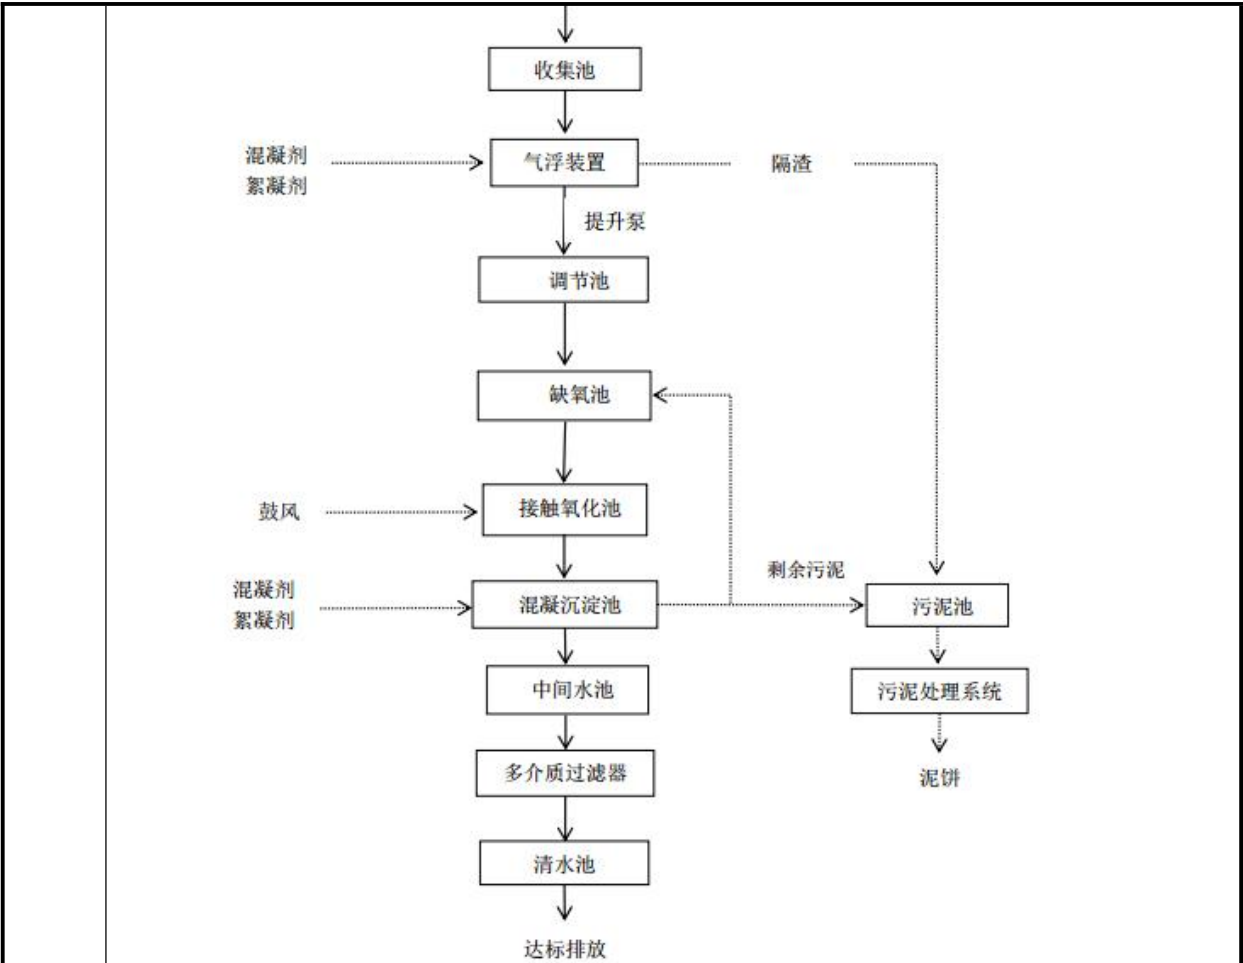 收集池
混凝剂
絮凝剂
气浮装置
隔渣
提升泵
调节池
缺氧池
鼓风
接触氧化池
剩余污泥
混凝剂
絮凝剂
混凝沉淀池
污泥池
中间水池
污泥处理系统
多介质过滤器
泥饼
清水池
达标排放